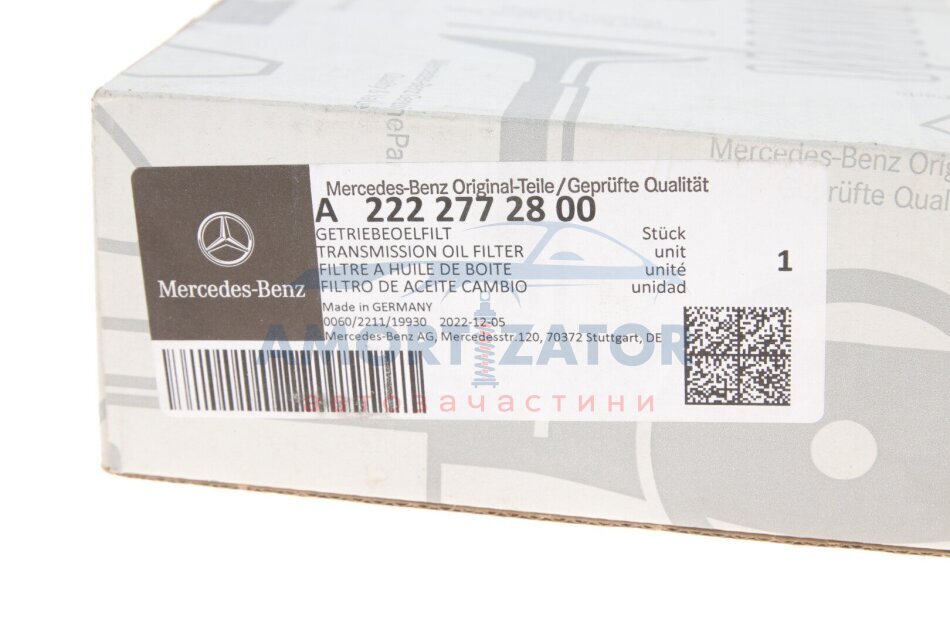 Mercedes-Benz Orig
Geprüfte Qual
Mercedes-Benz Original-Teile/Geprüfte Qualität
A 222 277 28 00
GETRIEBEOELFILT Stück
TRANSMISSION OIL FILTER unit
FILTRE A HUILE DE BOITE unité
FILTRO DE ACEITE CAMBIO unidad
1
Mercedes-Benz
Made in GERMANY
0060/2211/19930 2022-12-05
Mercedes-Benz AG, Mercedesstr.120, 70372 Stuttgart, DE
AMORTIZATOR
автозачастини